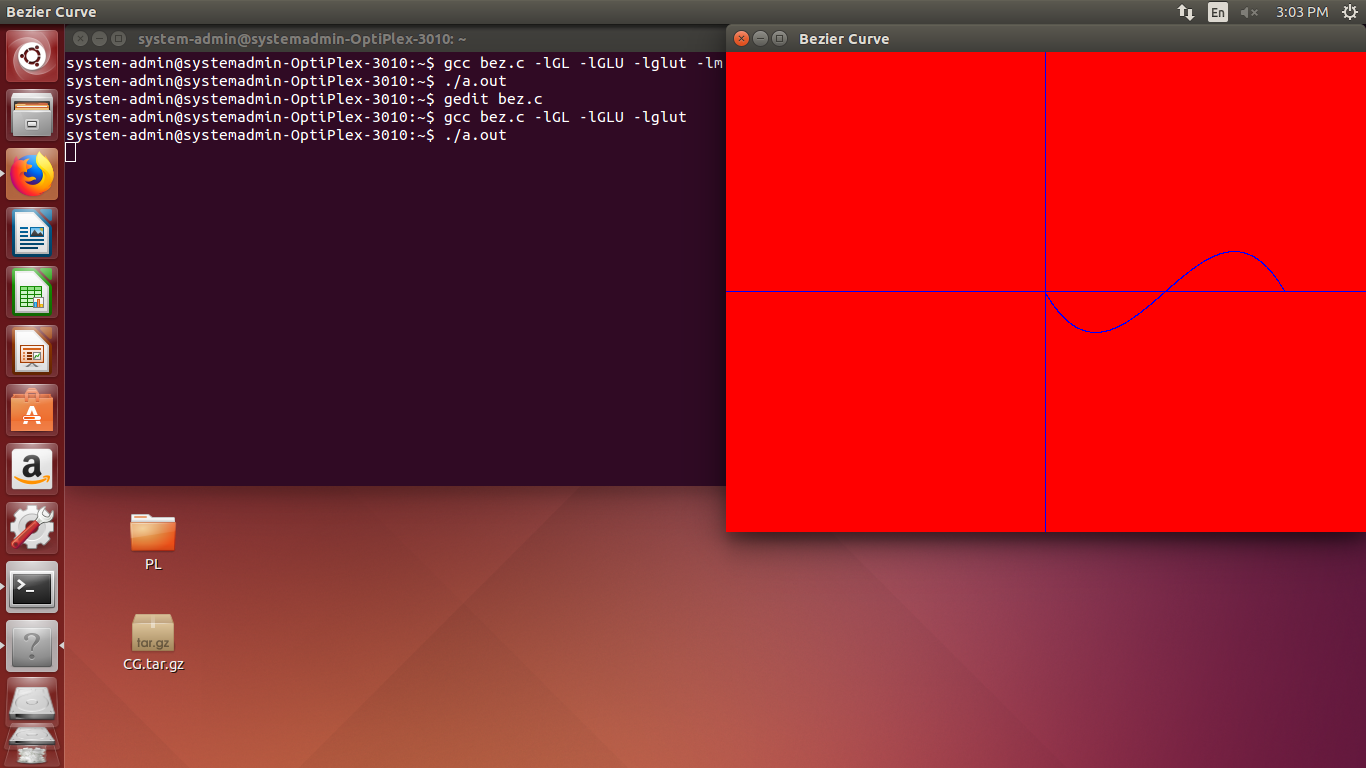 Bezier Curve
En
3:03 PM
system-admin@systemadmin-OptiPlex-3010: ~
Bezier Curve
system-admin@systemadmin-OptiPlex-3010:~$ gcc bez.c -lGL -lGLU -lglut -lm
system-admin@systemadmin-OptiPlex-3010:~$ ./a.out
system-admin@systemadmin-OptiPlex-3010:~$ gedit bez.c
system-admin@systemadmin-OptiPlex-3010:~$ gcc bez.c -lGL -lGLU -lglut
system-admin@systemadmin-OptiPlex-3010:~$ ./a.out
PL
tar.gz
CG.tar.gz